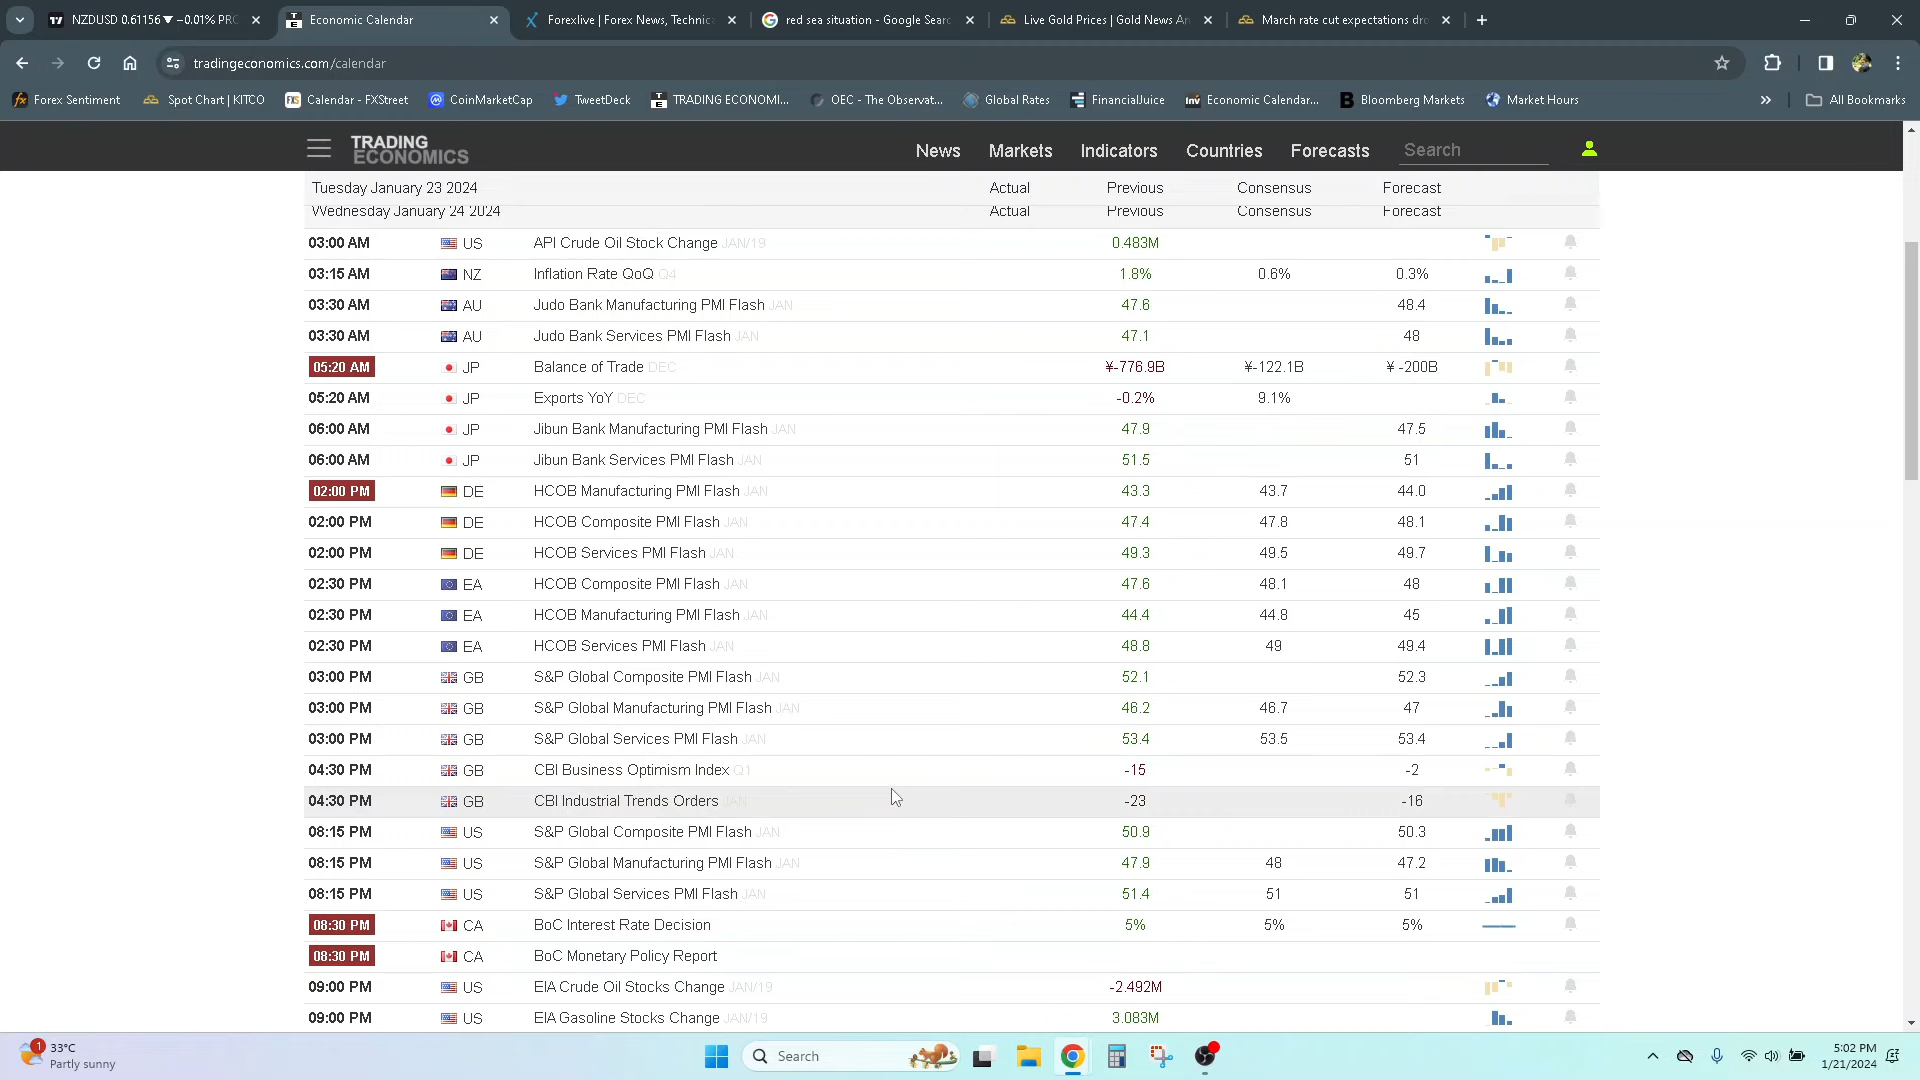 NZDUSD 0.61156 ▼ −0.01% PRO
Economic Calendar
Forexlive | Forex News, Technica
red sea situation - Google Searc
Live Gold Prices | Gold News An
March rate cut expectations dro
tradingeconomics.com/calendar
Forex Sentiment
Spot Chart | KITCO
Calendar - FXStreet
CoinMarketCap
TweetDeck
TRADING ECONOMI...
OEC - The Observat...
Global Rates
FinancialJuice
Economic Calendar...
Bloomberg Markets
Market Hours
All Bookmarks
TRADING
ECONOMICS
News Markets Indicators Countries Forecasts Search
Tuesday January 23 2024 Actual Previous Consensus Forecast
Wednesday January 24 2024 Actual Previous Consensus Forecast
03:00 AM US API Crude Oil Stock Change JAN/19 0.483M
03:15 AM NZ Inflation Rate QoQ Q4 1.8% 0.6% 0.3%
03:30 AM AU Judo Bank Manufacturing PMI Flash JAN 47.6 48.4
03:30 AM AU Judo Bank Services PMI Flash JAN 47.1 48
05:20 AM JP Balance of Trade DEC ¥-776.9B ¥-122.1B ¥ -200B
05:20 AM JP Exports YoY DEC -0.2% 9.1%
06:00 AM JP Jibun Bank Manufacturing PMI Flash JAN 47.9 47.5
06:00 AM JP Jibun Bank Services PMI Flash JAN 51.5 51
02:00 PM DE HCOB Manufacturing PMI Flash JAN 43.3 43.7 44.0
02:00 PM DE HCOB Composite PMI Flash JAN 47.4 47.8 48.1
02:00 PM DE HCOB Services PMI Flash JAN 49.3 49.5 49.7
02:30 PM EA HCOB Composite PMI Flash JAN 47.6 48.1 48
02:30 PM EA HCOB Manufacturing PMI Flash JAN 44.4 44.8 45
02:30 PM EA HCOB Services PMI Flash JAN 48.8 49 49.4
03:00 PM GB S&P Global Composite PMI Flash JAN 52.1 52.3
03:00 PM GB S&P Global Manufacturing PMI Flash JAN 46.2 46.7 47
03:00 PM GB S&P Global Services PMI Flash JAN 53.4 53.5 53.4
04:30 PM GB CBI Business Optimism Index Q1 -15 -2
04:30 PM GB CBI Industrial Trends Orders JAN -23 -16
08:15 PM US S&P Global Composite PMI Flash JAN 50.9 50.3
08:15 PM US S&P Global Manufacturing PMI Flash JAN 47.9 48 47.2
08:15 PM US S&P Global Services PMI Flash JAN 51.4 51 51
08:30 PM CA BoC Interest Rate Decision 5% 5% 5%
08:30 PM CA BoC Monetary Policy Report
09:00 PM US EIA Crude Oil Stocks Change JAN/19 -2.492M
09:00 PM US EIA Gasoline Stocks Change JAN/19 3.083M
1
33°C
Partly sunny
Search
5:02 PM
1/21/2024